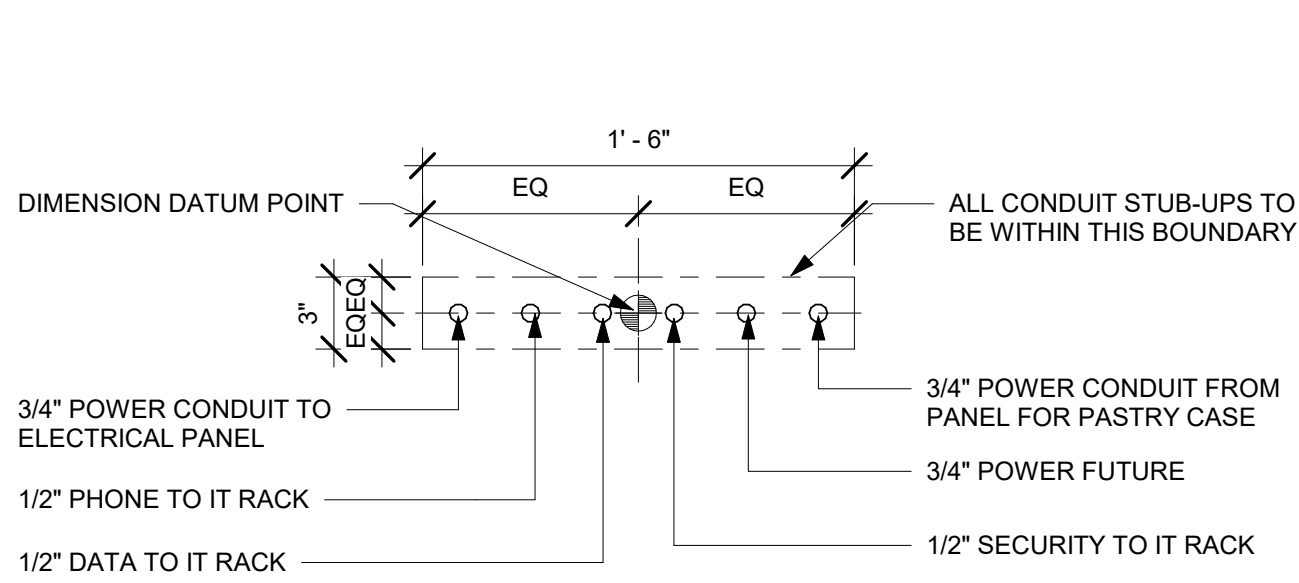 1' - 6"
EQ
EQ
DIMENSION DATUM POINT
ALL CONDUIT STUB-UPS TO
BE WITHIN THIS BOUNDARY
3"
EQ
EQ
3/4" POWER CONDUIT TO
ELECTRICAL PANEL
1/2" PHONE TO IT RACK
1/2" DATA TO IT RACK
3/4" POWER CONDUIT FROM
PANEL FOR PASTRY CASE
3/4" POWER FUTURE
1/2" SECURITY TO IT RACK